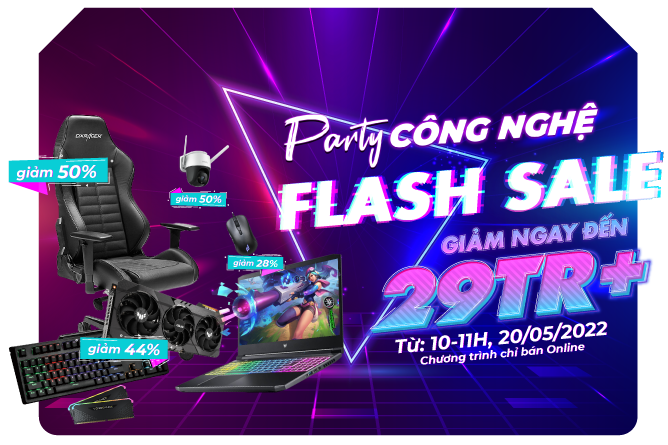 Party CÔNG NGHỆ
FLASH SALE
GIẢM NGAY ĐẾN
29TR+
Từ: 10-11H, 20/05/2022
Chương trình chỉ bán Online
DXRACER
giảm 50%
giảm 50%
giảm 28%
giảm 44%